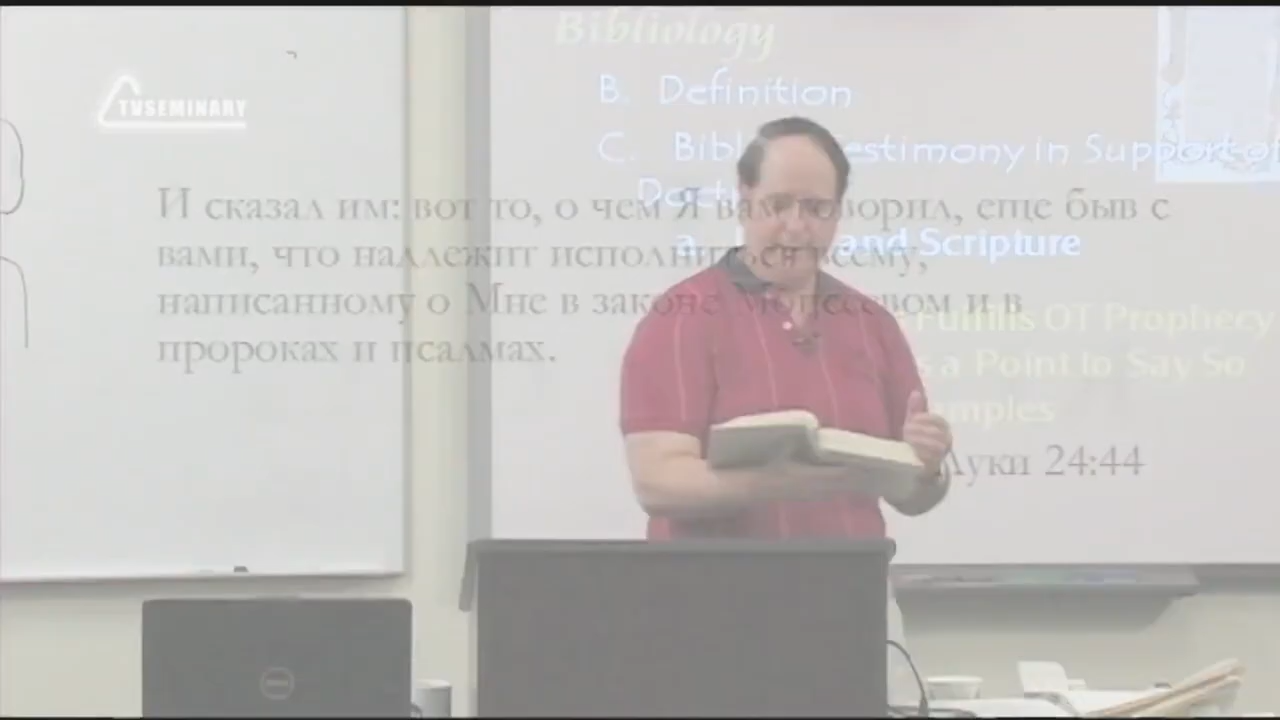 Bibliology
B. Definition
TVSEMINARY
C. Testimony in Support of
И сказал им: вот то, о чем Я вам говорил, еще быв с
and Scripture
вами, что надлежит исполниться всему,
написанному о Мне в законе Моисеевом и в
Fulfills OT Prophecy
пророках и псалмах.
a Point to Say So
Луки 24:44